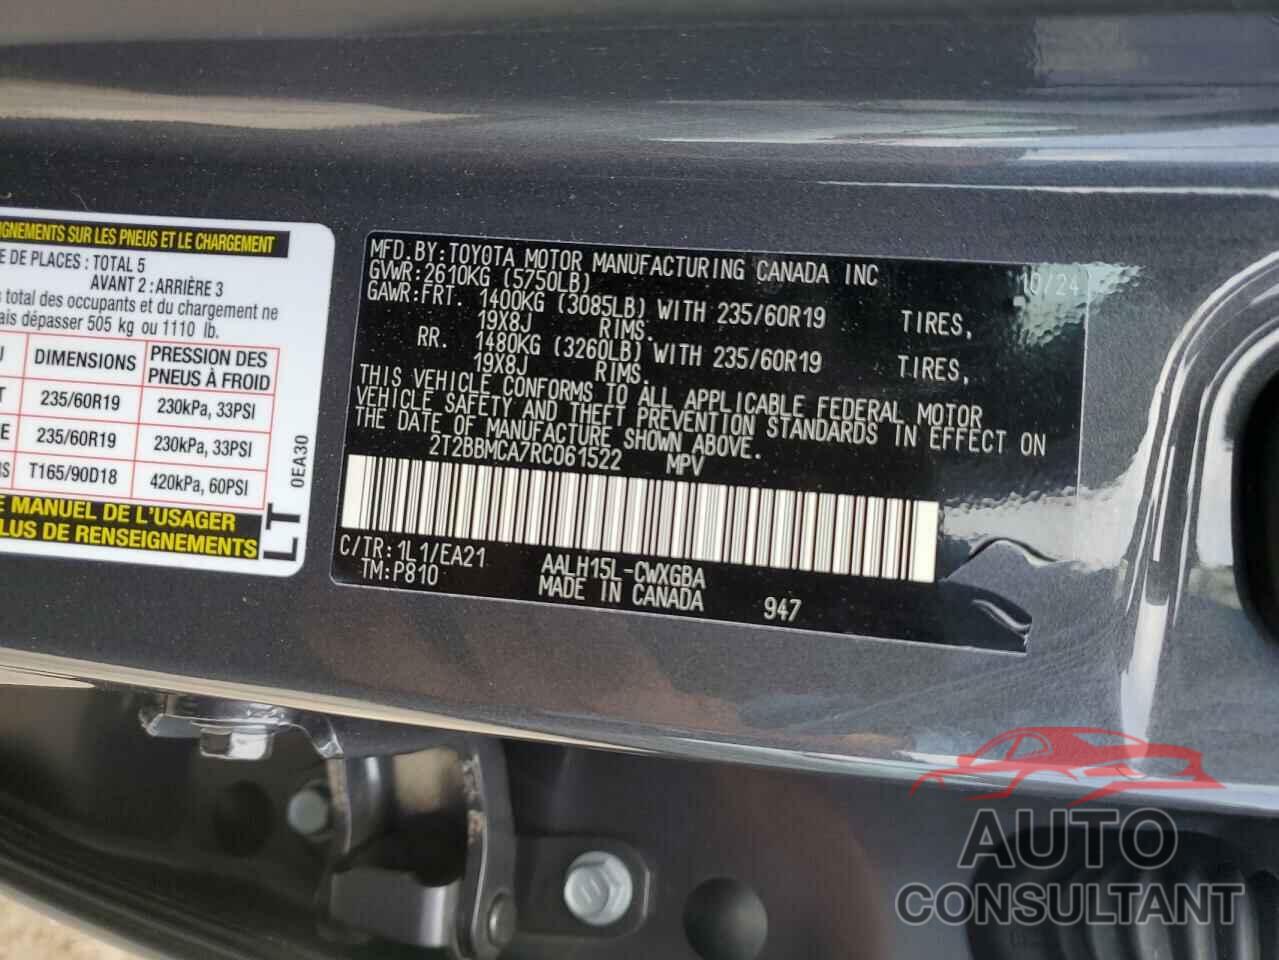 IGNEMENTS SUR LES PNEUS ET LE CHARGEMENT
E DE PLACES : TOTAL 5
AVANT 2 : ARRIÈRE 3
s total des occupants et du chargement ne
ais dépasser 505 kg ou 1110 lb.
DIMENSIONS PRESSION DES PNEUS À FROID
235/60R19 230kPa, 33PSI
235/60R19 230kPa, 33PSI
T165/90D18 420kPa, 60PSI
E MANUEL DE L'USAGER
PLUS DE RENSEIGNEMENTS
LT
0EA30
MFD. BY: TOYOTA MOTOR MANUFACTURING CANADA INC 10/24
GVWR: 2610KG (5750LB)
GAWR: FRT. 1400KG (3085LB) WITH 235/60R19 TIRES,
19X8J RIMS.
RR. 1480KG (3260LB) WITH 235/60R19 TIRES,
19X8J RIMS.
THIS VEHICLE CONFORMS TO ALL APPLICABLE FEDERAL MOTOR
VEHICLE SAFETY AND THEFT PREVENTION STANDARDS IN EFFECT ON
THE DATE OF MANUFACTURE SHOWN ABOVE.
2T2BBMCA7RC061522 MPV
C/TR: 1L1/EA21 AALH15L-CWXGBA
TM: P810 MADE IN CANADA 947
AUTO
CONSULTANT